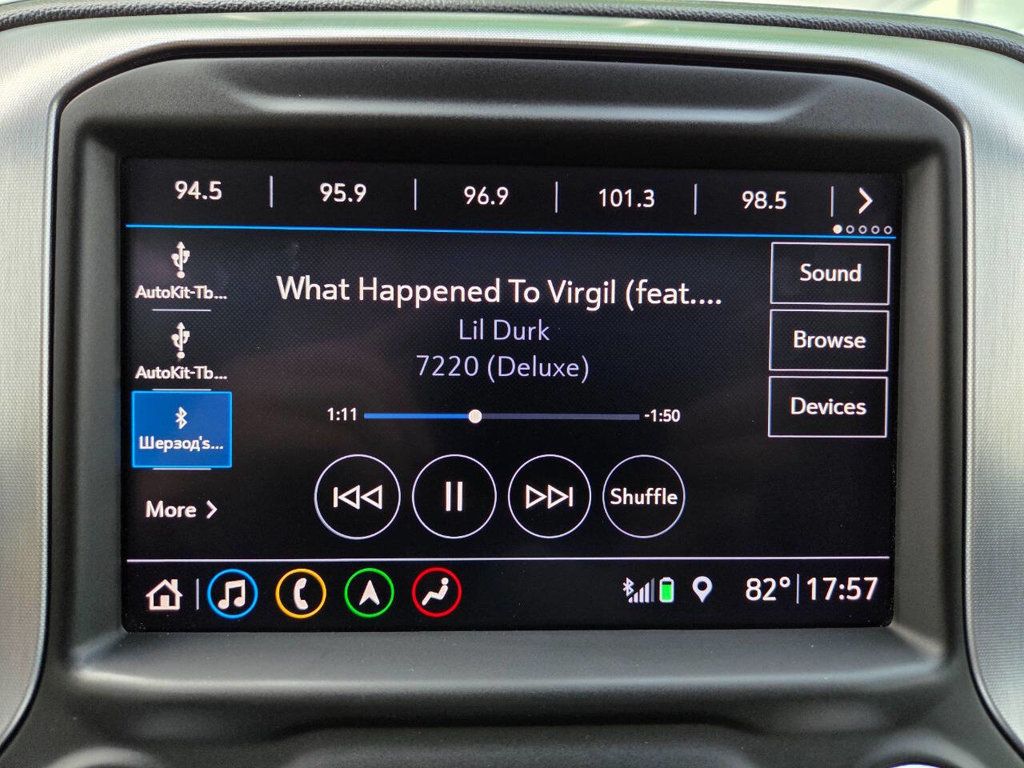 94.5 | 95.9 | 96.9 | 101.3 | 98.5
AutoKit-Tb...
AutoKit-Tb...
Шерзод's...
More
What Happened To Virgil (feat....
Lil Durk
7220 (Deluxe)
1:11 -1:50
Shuffle
Sound
Browse
Devices
82° | 17:57